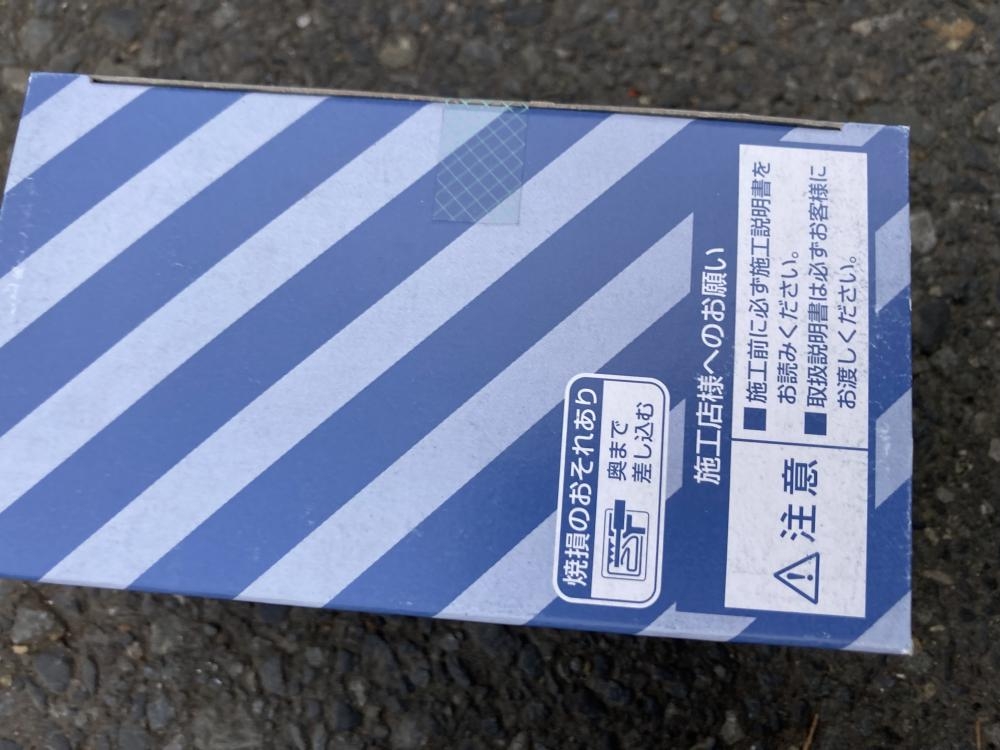 焼損のおそれあり
奥まで
差し込む
施工店様へのお願い
注意
■施工前に必ず施工説明書を
お読みください。
■取扱説明書は必ずお客様に
お渡しください。